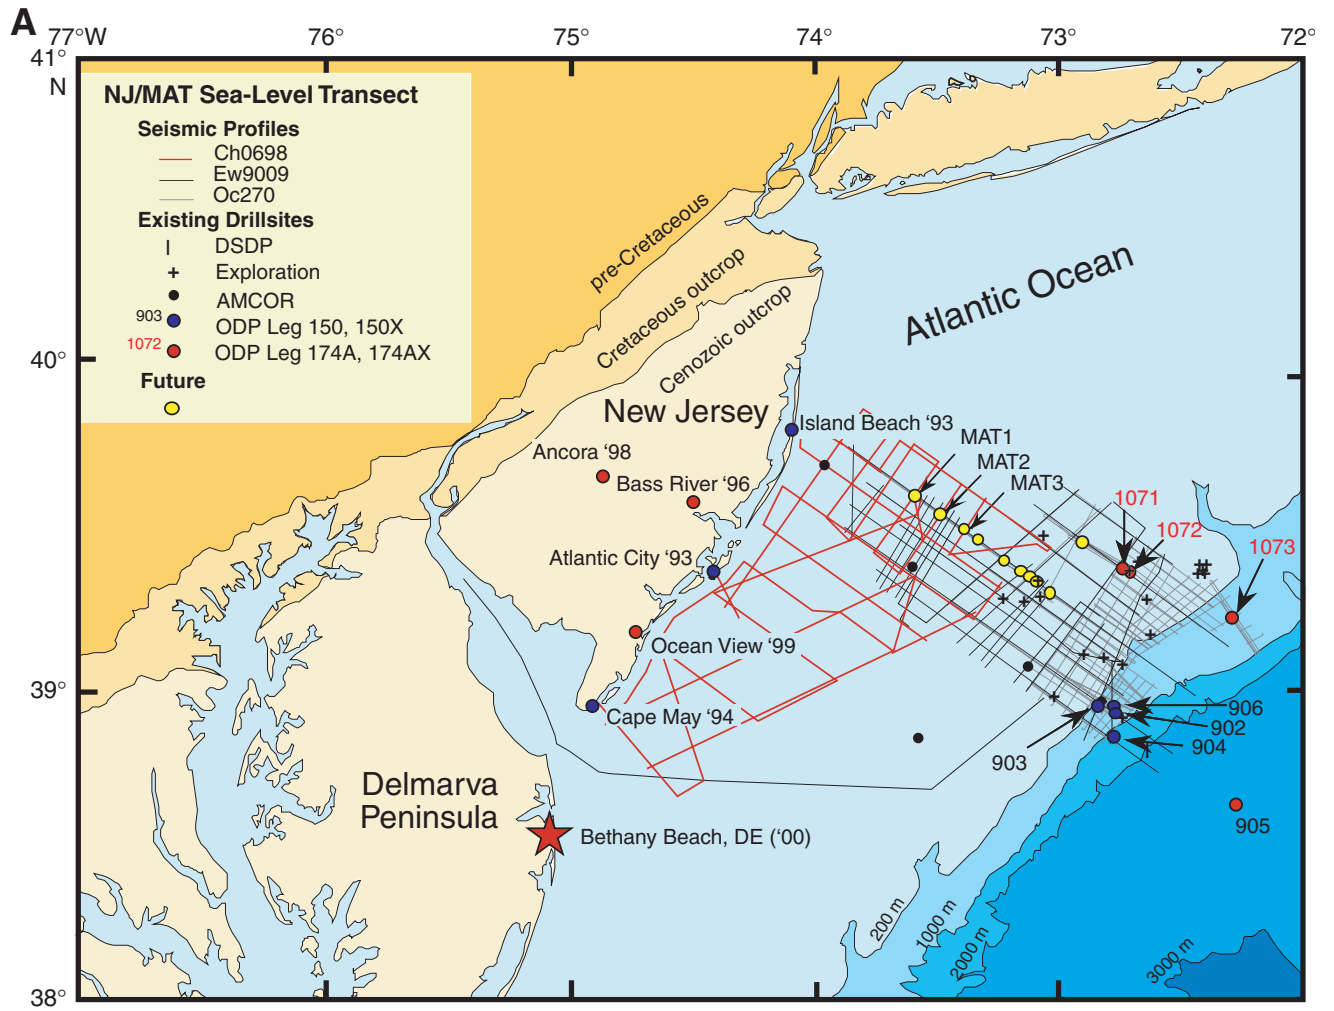 A
77°W
76°
75°
74°
73°
72°
41°
N
40°
39°
38°
NJ/MAT Sea-Level Transect
Seismic Profiles
Ch0698
Ew9009
Oc270
Existing Drillsites
DSDP
Exploration
AMCOR
903
ODP Leg 150, 150X
1072
ODP Leg 174A, 174AX
Future
pre-Cretaceous
Cretaceous outcrop
Cenozoic outcrop
Atlantic Ocean
New Jersey
Island Beach ‘93
Ancora ‘98
Bass River ‘96
Atlantic City ‘93
Ocean View ‘99
Cape May ‘94
MAT1
MAT2
MAT3
1071
1072
1073
906
902
904
903
905
Delmarva
Peninsula
Bethany Beach, DE (‘00)
200 m
1000 m
2000 m
3000 m